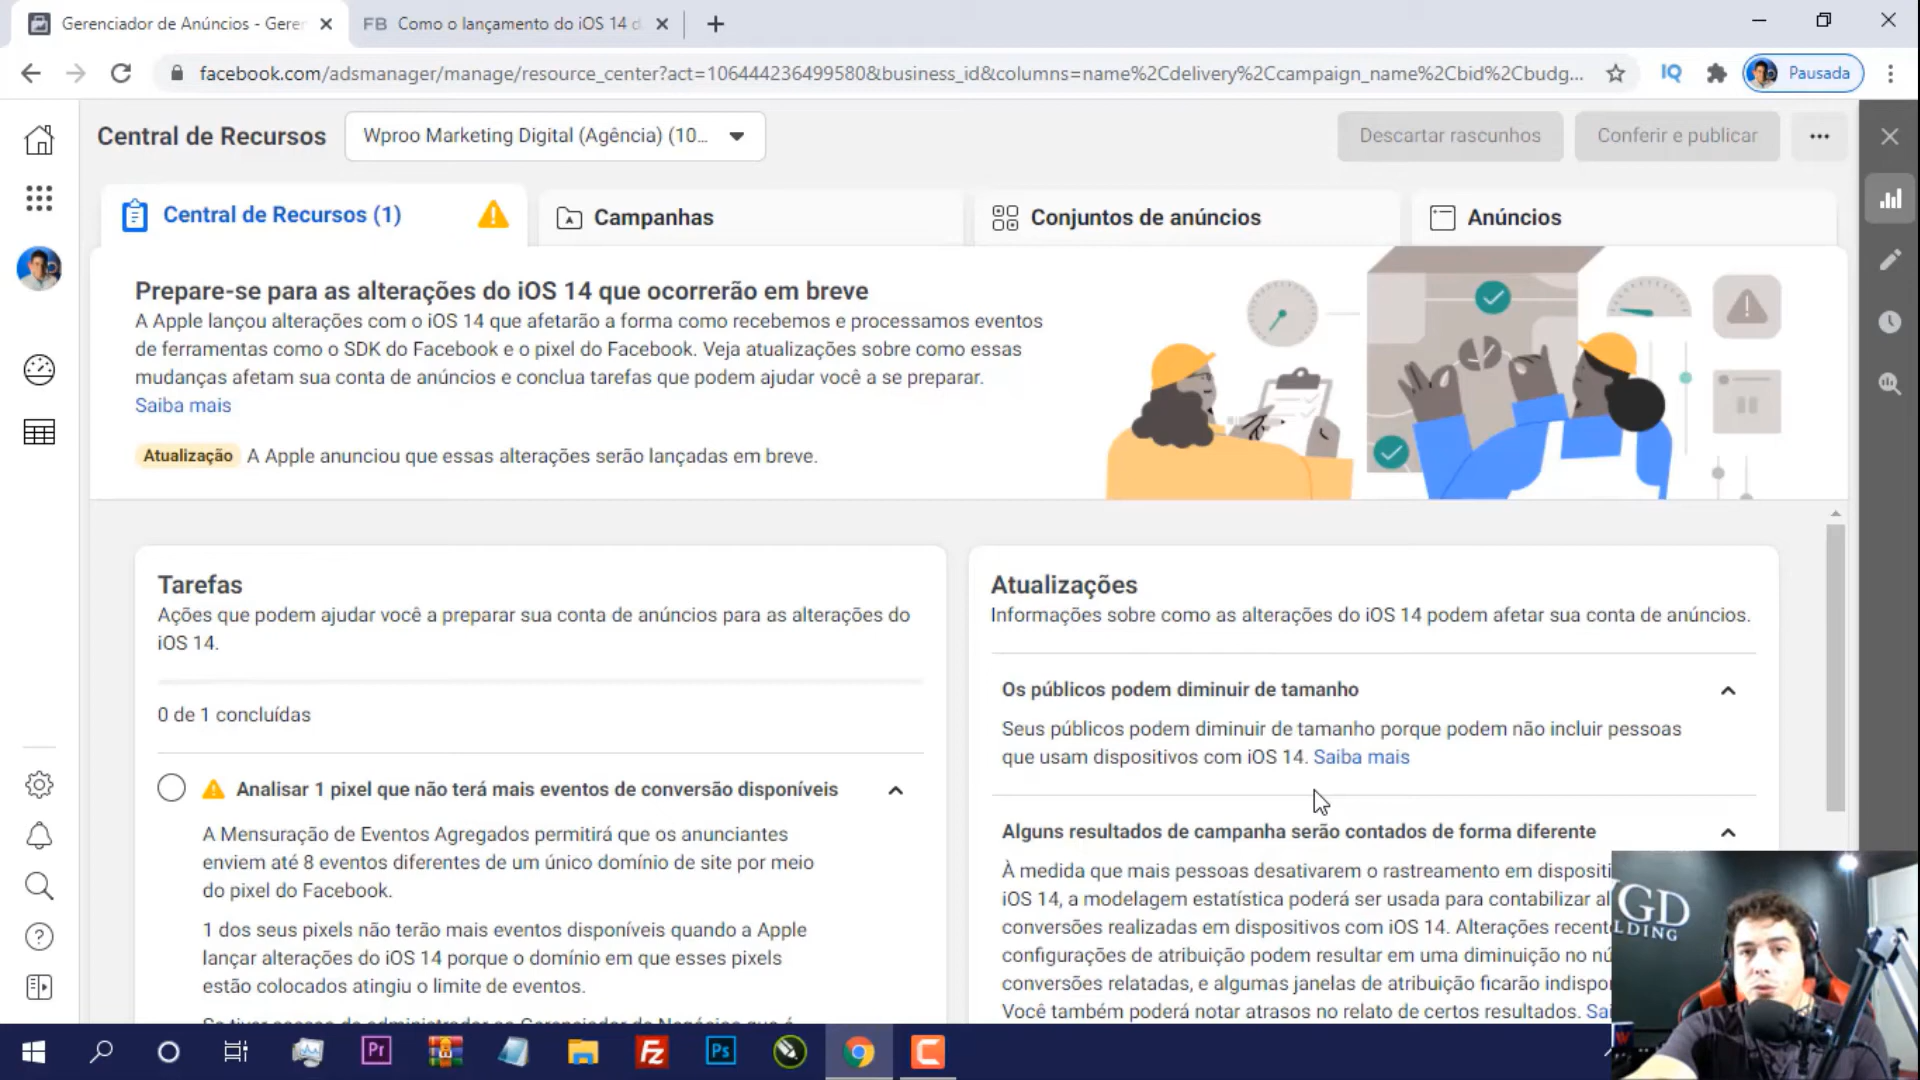 Gerenciador de Anúncios - Geren
FB Como o lançamento do iOS 14 d
facebook.com/adsmanager/manage/resource_center?act=106444236499580&business_id&columns=name%2Cdelivery%2Ccampaign_name%2Cbid%2Cbudg...
IQ
Pausada
Central de Recursos
Wproo Marketing Digital (Agência) (10...
Descartar rascunhos
Conferir e publicar
Central de Recursos (1)
Campanhas
Conjuntos de anúncios
Anúncios
Prepare-se para as alterações do iOS 14 que ocorrerão em breve
A Apple lançou alterações com o iOS 14 que afetarão a forma como recebemos e processamos eventos
de ferramentas como o SDK do Facebook e o pixel do Facebook. Veja atualizações sobre como essas
mudanças afetam sua conta de anúncios e conclua tarefas que podem ajudar você a se preparar.
Saiba mais
Atualização A Apple anunciou que essas alterações serão lançadas em breve.
Tarefas
Ações que podem ajudar você a preparar sua conta de anúncios para as alterações do
iOS 14.
0 de 1 concluídas
Analisar 1 pixel que não terá mais eventos de conversão disponíveis
A Mensuração de Eventos Agregados permitirá que os anunciantes
enviem até 8 eventos diferentes de um único domínio de site por meio
do pixel do Facebook.
1 dos seus pixels não terão mais eventos disponíveis quando a Apple
lançar alterações do iOS 14 porque o domínio em que esses pixels
estão colocados atingiu o limite de eventos.
Atualizações
Informações sobre como as alterações do iOS 14 podem afetar sua conta de anúncios.
Os públicos podem diminuir de tamanho
Seus públicos podem diminuir de tamanho porque podem não incluir pessoas
que usam dispositivos com iOS 14. Saiba mais
Alguns resultados de campanha serão contados de forma diferente
À medida que mais pessoas desativarem o rastreamento em dispositi
iOS 14, a modelagem estatística poderá ser usada para contabilizar al
conversões realizadas em dispositivos com iOS 14. Alterações recent
configurações de atribuição podem resultar em uma diminuição no nú
conversões relatadas, e algumas janelas de atribuição ficarão indispo
Você também poderá notar atrasos no relato de certos resultados. Sai
GD
LDING
Pr
Fz
Ps
C